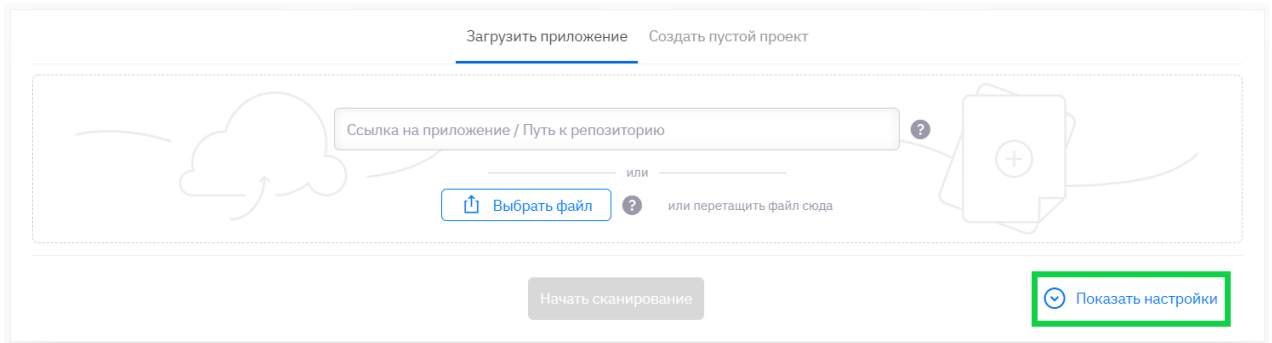 Загрузить приложение Создать пустой проект
Ссылка на приложение / Путь к репозиторию ?
или
Выбрать файл ? или перетащить файл сюда
Начать сканирование Показать настройки